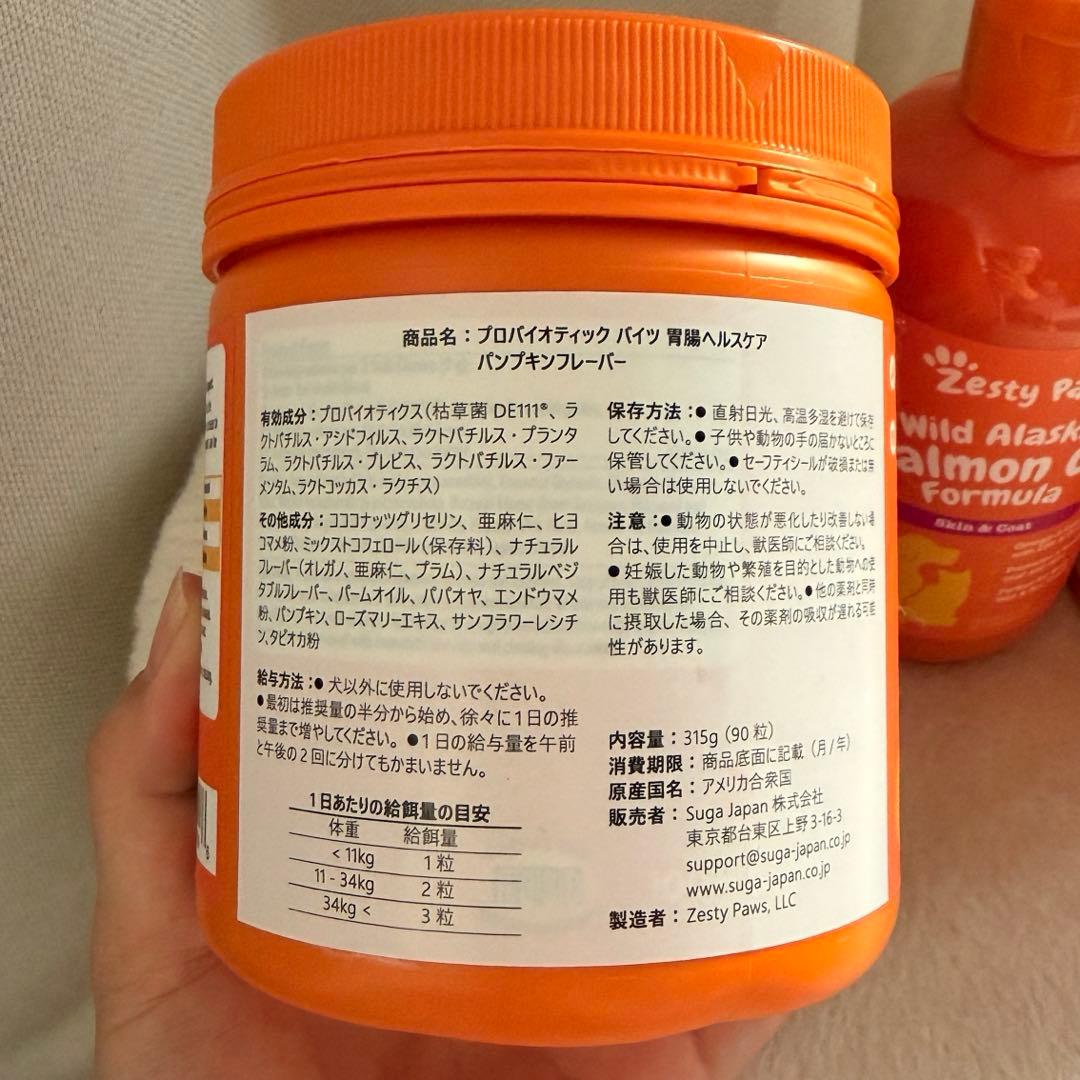 商品名：プロバイオティック バイツ 胃腸ヘルスケア
パンプキンフレーバー
有効成分：プロバイオティクス（枯草菌 DE111®、ラ
クトバチルス・アシドフィルス、ラクトバチルス・プランタ
ラム、ラクトバチルス・ブレビス、ラクトバチルス・ファー
メンタム、ラクトコッカス・ラクチス）
その他成分：コココナッツグリセリン、亜麻仁、ヒヨ
コマメ粉、ミックストコフェロール（保存料）、ナチュラル
フレーバー（オレガノ、亜麻仁、プラム）、ナチュラルベジ
タブルフレーバー、パームオイル、パパイヤ、エンドウマメ
粉、パンプキン、ローズマリーエキス、サンフラワーレシチ
ン、タピオカ粉
給与方法：● 犬以外に使用しないでください。
●最初は推奨量の半分から始め、徐々に1日の推
奨量まで増やしてください。 ●1日の給与量を午前
と午後の2回に分けてもかまいません。
1日あたりの給餌量の目安
体重 給餌量
< 11kg 1粒
11 - 34kg 2粒
34kg < 3粒
保存方法：● 直射日光、高温多湿を避けて保存
してください。● 子供や動物の手の届かないところに
保管してください。● セーフティシールが破損または無
い場合は使用しないでください。
注意：● 動物の状態が悪化したり改善しない場
合は、使用を中止し、獣医師にご相談ください。
● 妊娠した動物や繁殖を目的とした動物への使
用も獣医師にご相談ください。● 他の薬剤と同時
に摂取した場合、その薬剤の吸収が遅れる可能
性があります。
内容量：315g（90 粒）
消費期限：商品底面に記載（月/年）
原産国名：アメリカ合衆国
販売者：Suga Japan 株式会社
東京都台東区上野 3-16-3
support@suga-japan.co.jp
www.suga-japan.co.jp
製造者：Zesty Paws, LLC
Zesty Pa
Wild Alask
almon
Formula
Skin & Coat